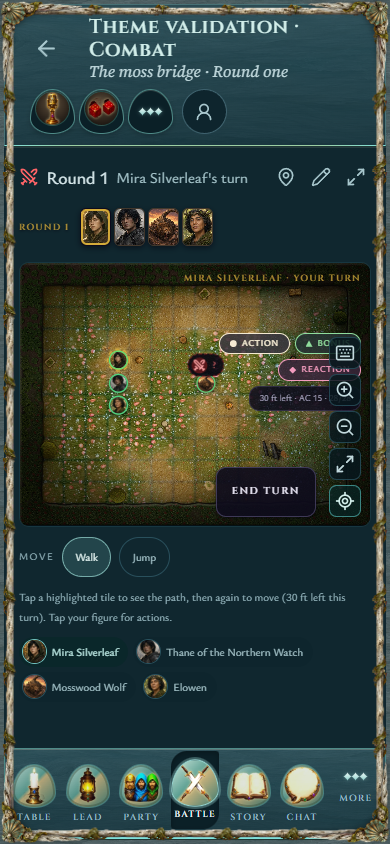 Theme validation ·
Combat
The moss bridge · Round one
Round 1 Mira Silverleaf's turn
ROUND 1
MIRA SILVERLEAF · YOUR TURN
ACTION
REACTION
30 ft left · AC 15 ·
END TURN
MOVE Walk Jump
Tap a highlighted tile to see the path, then again to move (30 ft left this
turn). Tap your figure for actions.
Mira Silverleaf Thane of the Northern Watch
Mosswood Wolf Elowen
TABLE LEAD PARTY BATTLE STORY CHAT MORE